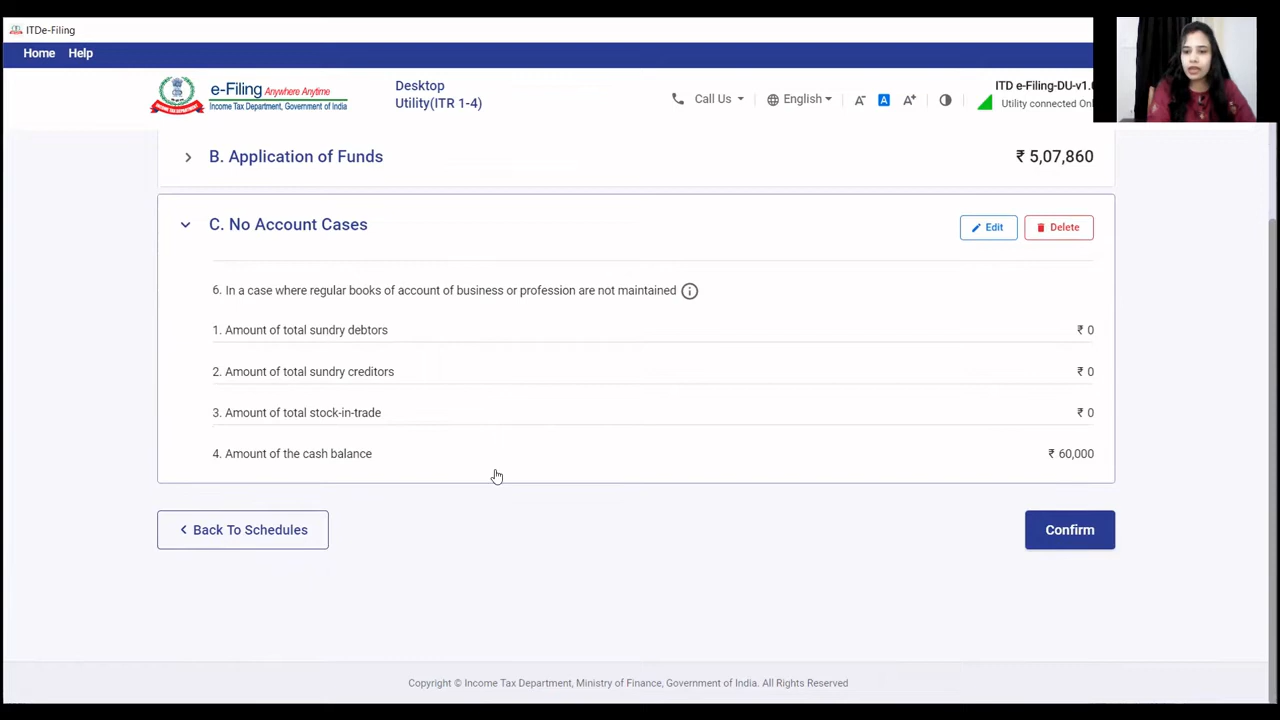 ITDe-Filing
Home Help
e-Filing Anywhere Anytime
Income Tax Department, Government of India
Desktop
Utility(ITR 1-4)
Call Us
English
A- A A+
ITD e-Filing-DU-v1.
Utility connected
B. Application of Funds ₹ 5,07,860
C. No Account Cases Edit Delete
6. In a case where regular books of account of business or profession are not maintained
1. Amount of total sundry debtors ₹ 0
2. Amount of total sundry creditors ₹ 0
3. Amount of total stock-in-trade ₹ 0
4. Amount of the cash balance ₹ 60,000
Back To Schedules Confirm
Copyright © Income Tax Department, Ministry of Finance, Government of India. All Rights Reserved